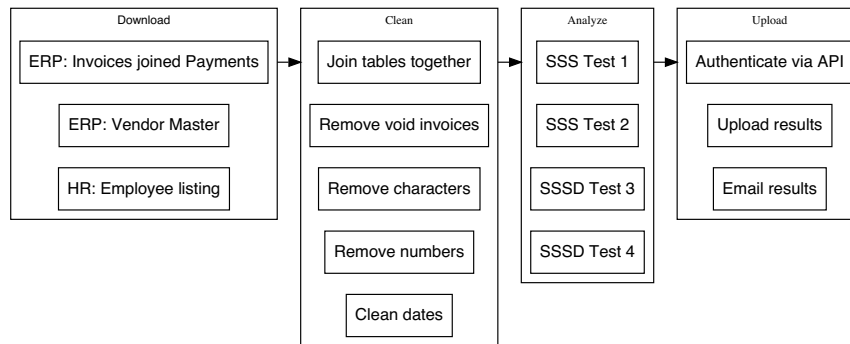 Download
ERP: Invoices joined Payments
ERP: Vendor Master
HR: Employee listing
Clean
Join tables together
Remove void invoices
Remove characters
Remove numbers
Clean dates
Analyze
SSS Test 1
SSS Test 2
SSSD Test 3
SSSD Test 4
Upload
Authenticate via API
Upload results
Email results